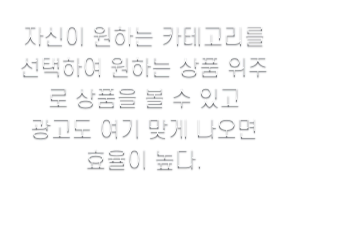 자신이 원하는 카테고리를
선택하여 원하는 상품 위주
로 상품을 볼 수 있고
광고도 여기 맞게 나오면
효율이 높다.